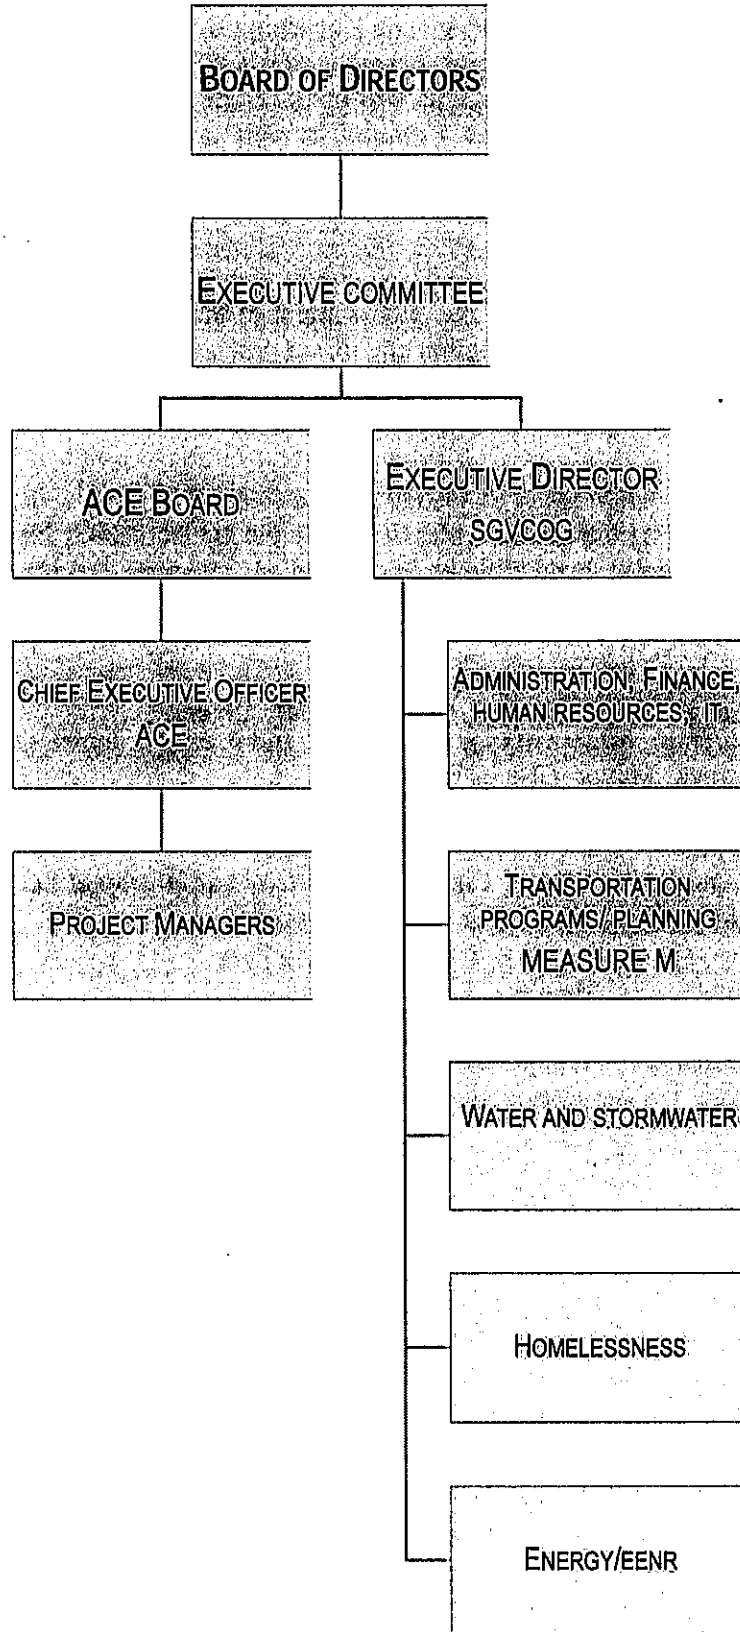 BOARD OF DIRECTORS
EXECUTIVE COMMITTEE
ACE BOARD
CHIEF EXECUTIVE OFFICER
ACE
PROJECT MANAGERS
EXECUTIVE DIRECTOR
SGVCOG
ADMINISTRATION: FINANCE,
HUMAN RESOURCES, IT
TRANSPORTATION
PROGRAMS/PLANNING
MEASURE M
WATER AND STORMWATER
HOMELESSNESS
ENERGY/EENR